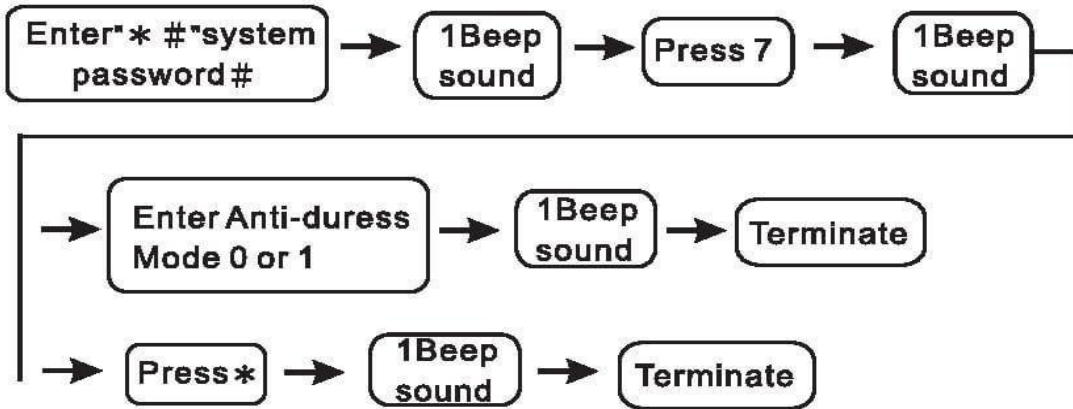 Enter"* #"system
password#
1Beep
sound
Press 7
1Beep
sound
Enter Anti-duress
Mode 0 or 1
1Beep
sound
Terminate
Press*
1Beep
sound
Terminate